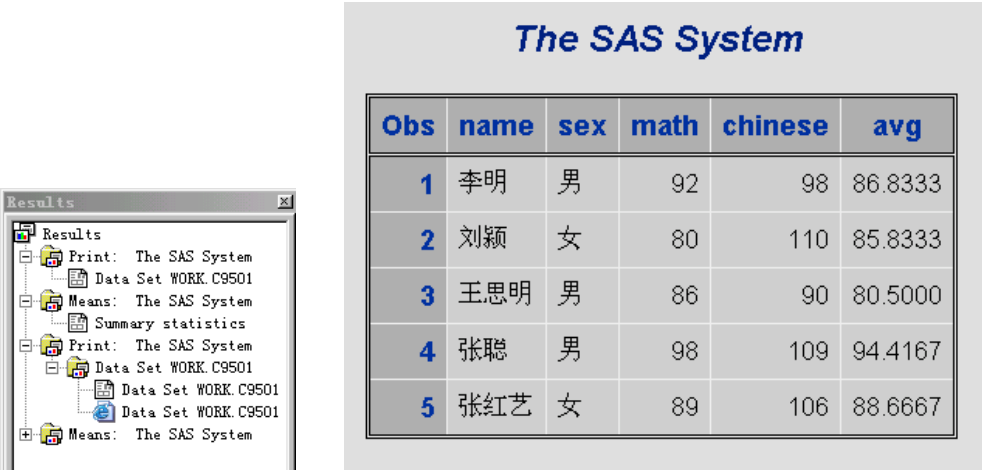 Results
Results
Print: The SAS System
Data Set WORK.C9501
Means: The SAS System
Summary statistics
Print: The SAS System
Data Set WORK.C9501
Data Set WORK.C9501
Data Set WORK.C9501
Means: The SAS System
The SAS System
Obs name sex math chinese avg
1 李明 男 92 98 86.8333
2 刘颖 女 80 110 85.8333
3 王思明 男 86 90 80.5000
4 张聪 男 98 109 94.4167
5 张红艺 女 89 106 88.6667